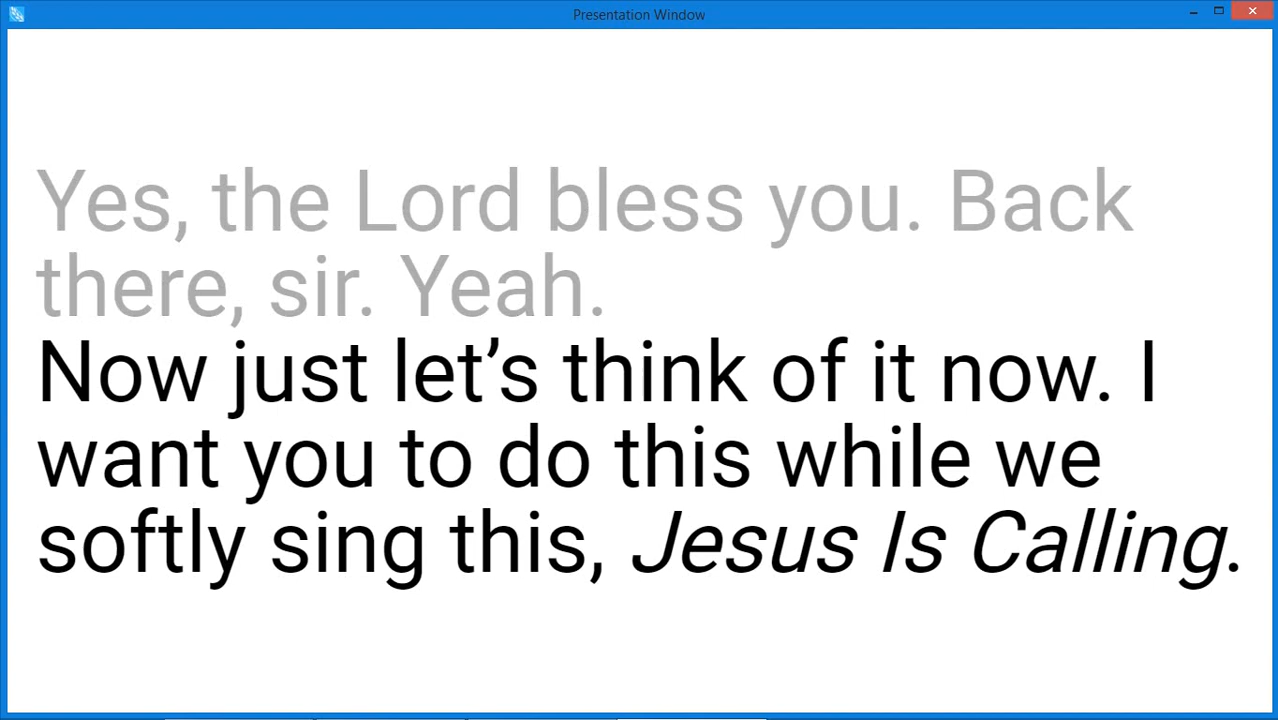 Presentation Window
Yes, the Lord bless you. Back
there, sir. Yeah.
Now just let’s think of it now. I
want you to do this while we
softly sing this, Jesus Is Calling.